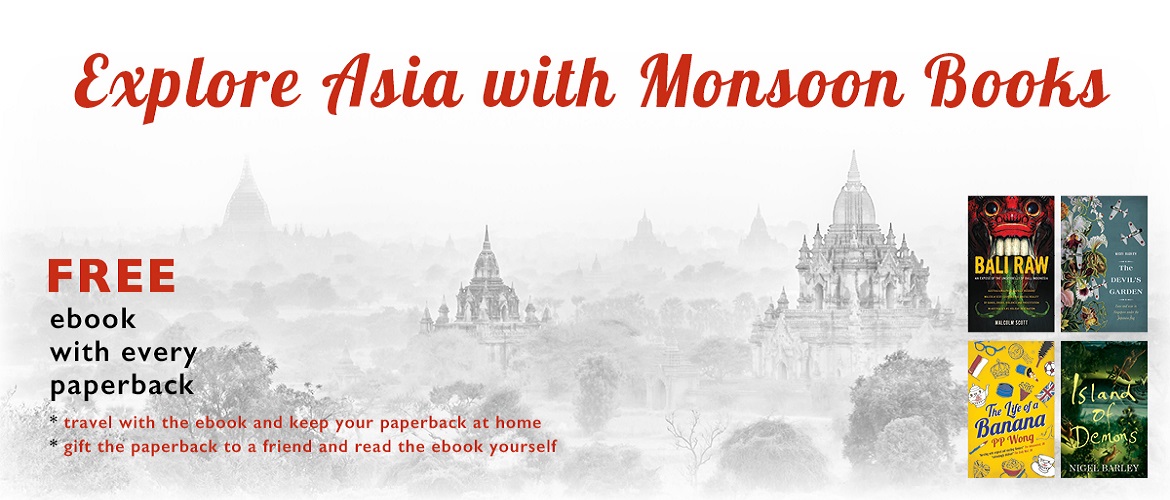 Explore Asia with Monsoon Books
FREE
ebook
with every
paperback
* travel with the ebook and keep your paperback at home
* gift the paperback to a friend and read the ebook yourself
BALI RAW
MALCOLM SCOTT
The
DEVIL'S
GARDEN
The Life of a
Banana
PP Wong
Island
of
Demons
NIGEL BARLEY